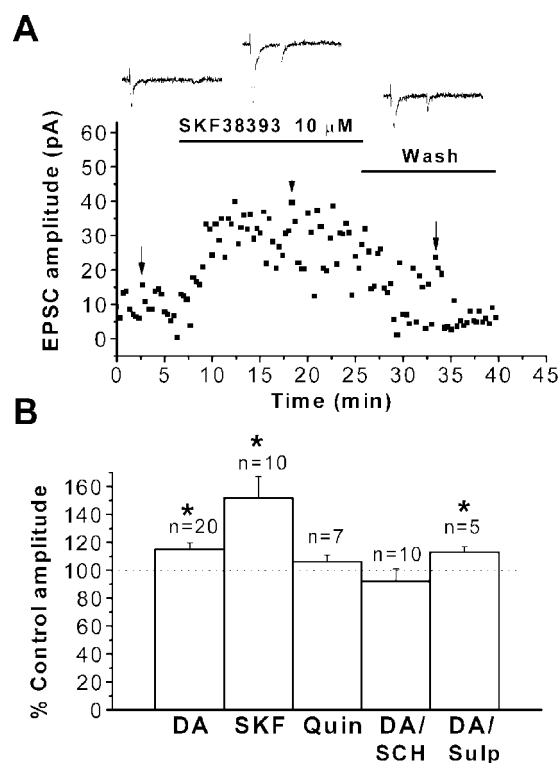 A
SKF38393 10 μM
Wash
EPSC amplitude (pA)
60
50
40
30
20
10
0
0 5 10 15 20 25 30 35 40 45
Time (min)
B
% Control amplitude
160
140
120
100
80
60
40
20
0
* n=20
* n=10
n=7
n=10
* n=5
DA SKF Quin DA/SCH DA/Sulp